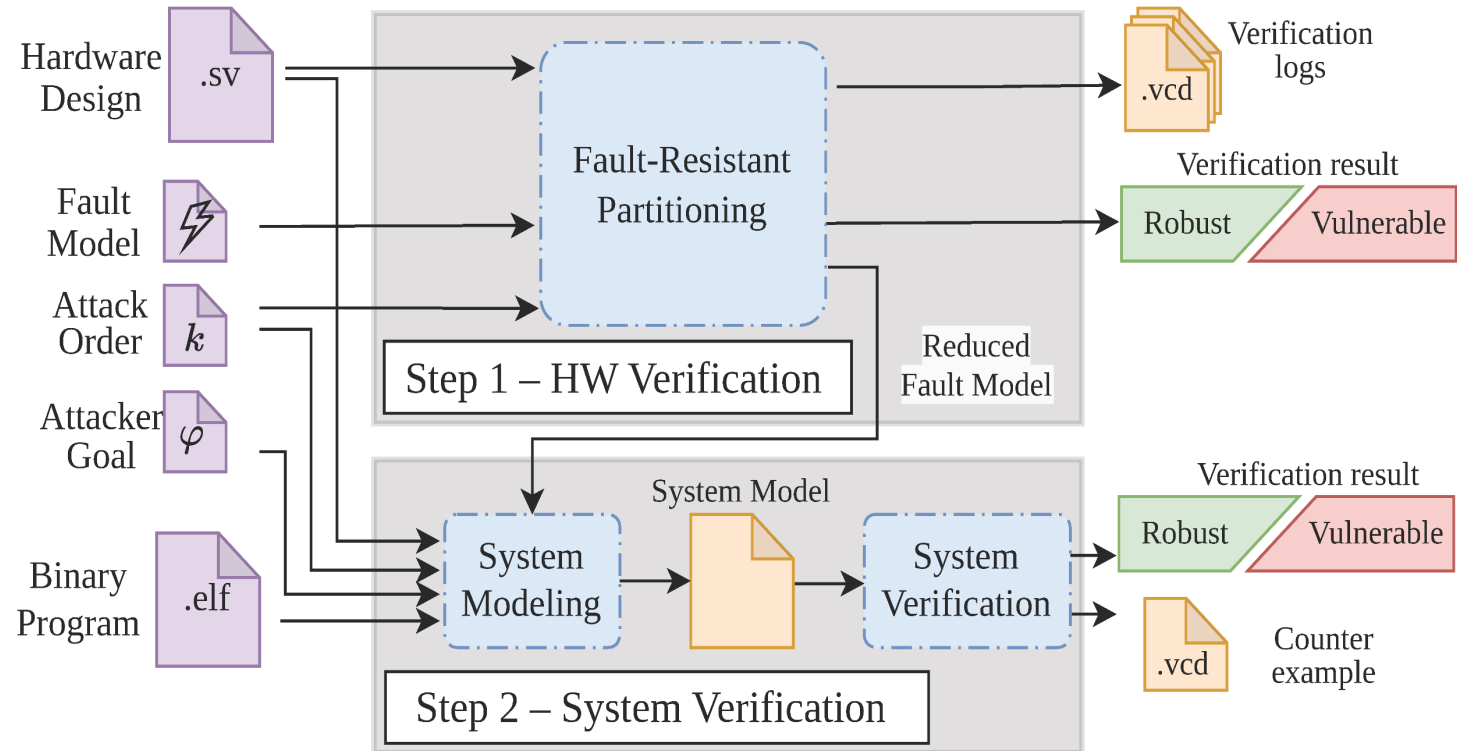 Hardware
Design
.sv
Fault
Model
Attack
Order
k
Attacker
Goal
φ
Binary
Program
.elf
Fault-Resistant
Partitioning
Step 1 – HW Verification
Reduced
Fault Model
.vcd
Verification
logs
Verification result
Robust
Vulnerable
System
Modeling
System Model
System
Verification
Step 2 – System Verification
Verification result
Robust
Vulnerable
.vcd
Counter
example